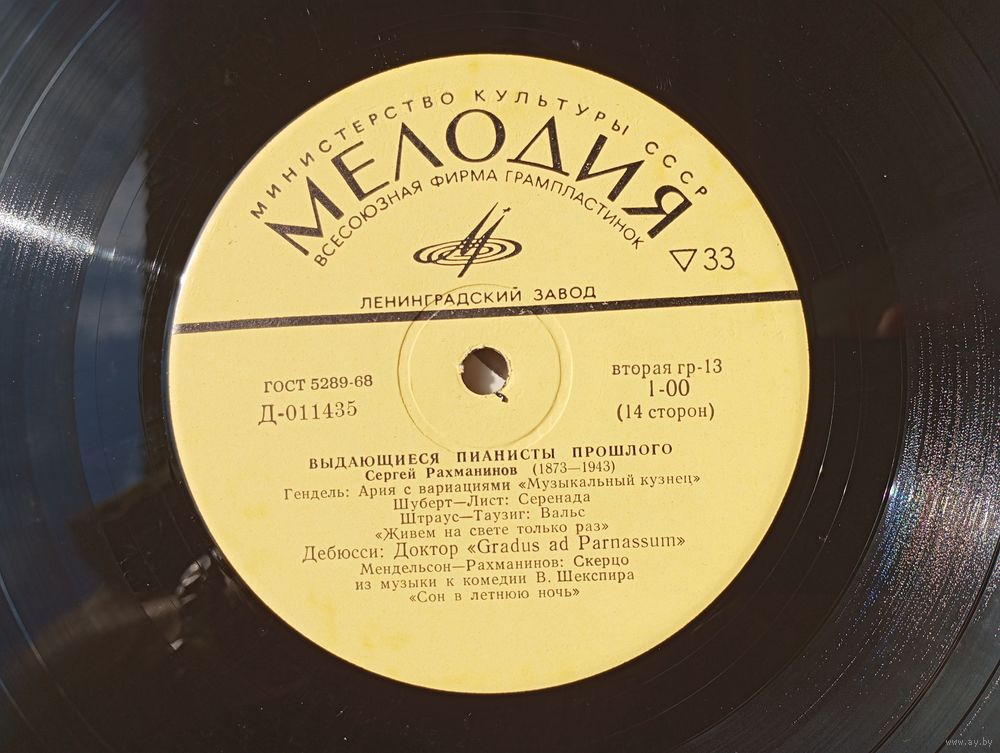 МИНИСТЕРСТВО КУЛЬТУРЫ СССР
МЕЛОДИЯ
ВСЕСОЮЗНАЯ ФИРМА ГРАМПЛАСТИНОК
33
ЛЕНИНГРАДСКИЙ ЗАВОД
ГОСТ 5289-68
Д-011435
вторая гр-13
1-00
(14 сторон)
ВЫДАЮЩИЕСЯ ПИАНИСТЫ ПРОШЛОГО
Сергей Рахманинов (1873—1943)
Гендель: Ария с вариациями «Музыкальный кузнец»
Шуберт—Лист: Серенада
Штраус—Таузиг: Вальс
«Живем на свете только раз»
Дебюсси: Доктор «Gradus ad Parnassum»
Мендельсон—Рахманинов: Скерцо
из музыки к комедии В. Шекспира
«Сон в летнюю ночь»
www.ay.by